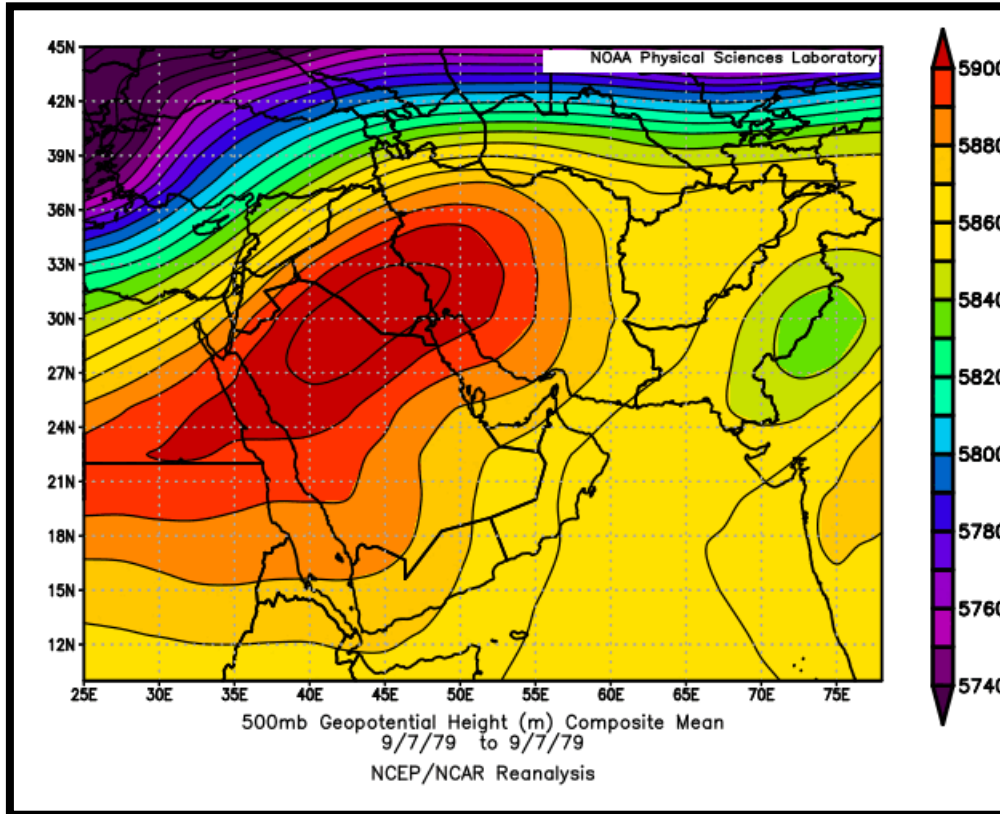 NOAA Physical Sciences Laboratory
45N
42N
39N
36N
33N
30N
27N
24N
21N
18N
15N
12N
25E 30E 35E 40E 45E 50E 55E 60E 65E 70E 75E
5900
5880
5860
5840
5820
5800
5780
5760
5740
500mb Geopotential Height (m) Composite Mean
9/7/79 to 9/7/79
NCEP/NCAR Reanalysis